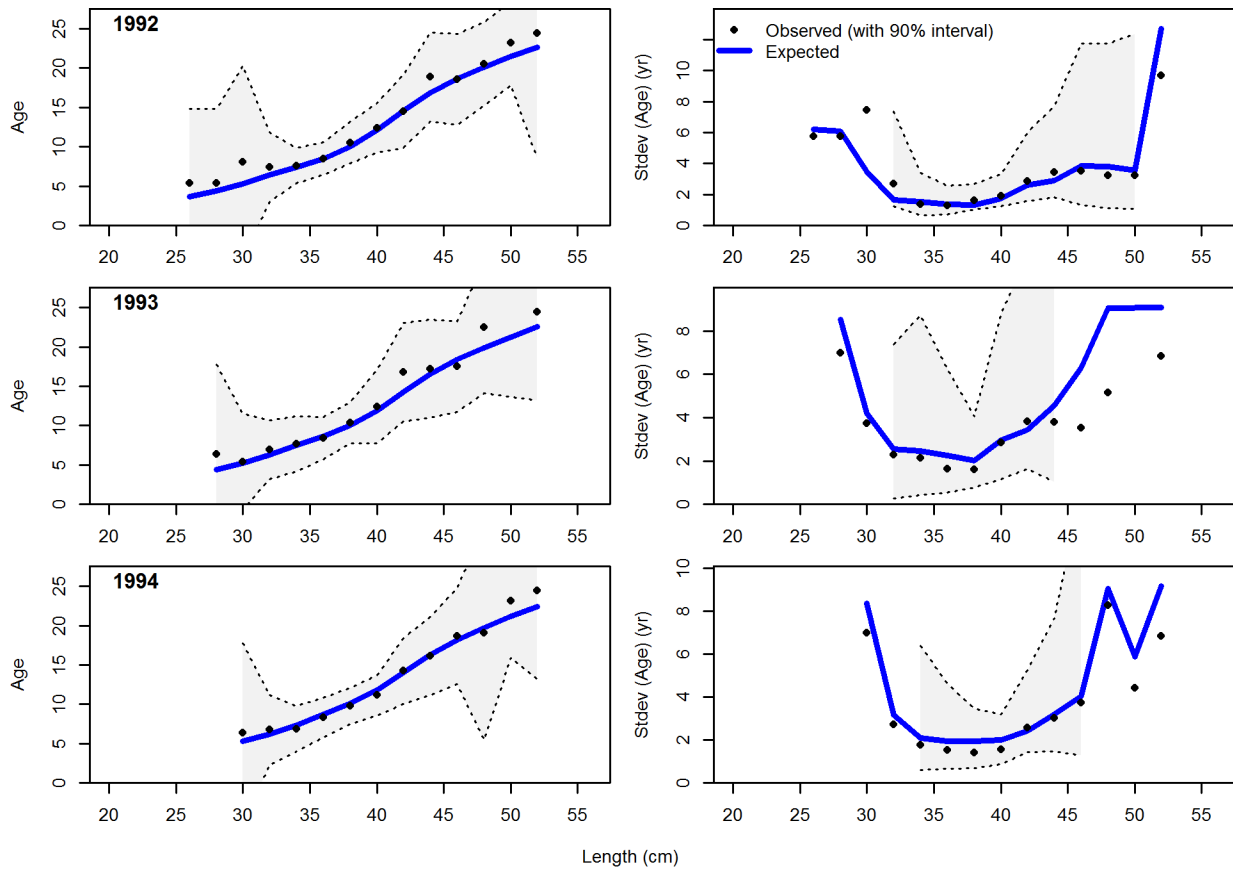 1992
Age
0 5 10 15 20 25
20 25 30 35 40 45 50 55
Observed (with 90% interval)
Expected
Stdev (Age) (yr)
0 2 4 6 8 10
20 25 30 35 40 45 50 55
1993
Age
0 5 10 15 20 25
20 25 30 35 40 45 50 55
Stdev (Age) (yr)
0 2 4 6 8
20 25 30 35 40 45 50 55
1994
Age
0 5 10 15 20 25
20 25 30 35 40 45 50 55
Stdev (Age) (yr)
0 2 4 6 8 10
20 25 30 35 40 45 50 55
Length (cm)